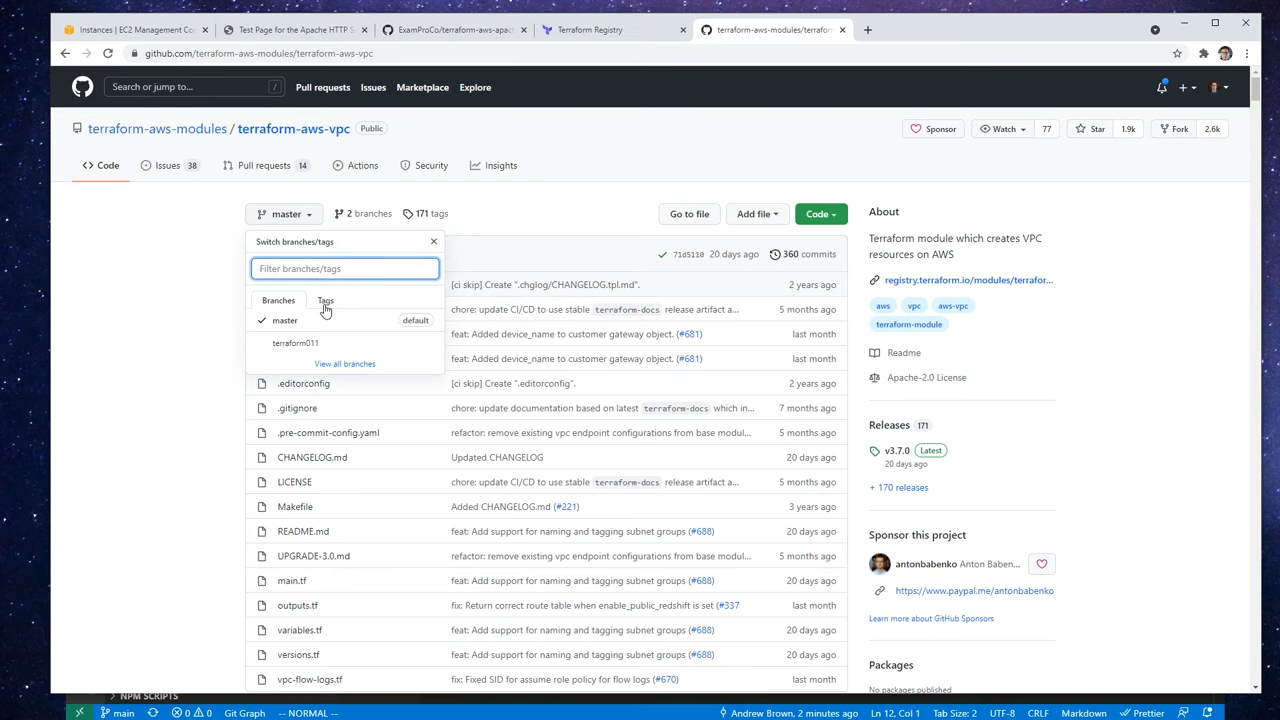 Instances | EC2 Management Co
Test Page for the Apache HTTP S
ExamProCo/terraform-aws-apac
Terraform Registry
terraform-aws-modules/terrafor
github.com/terraform-aws-modules/terraform-aws-vpc
Search or jump to...
/
Pull requests
Issues
Marketplace
Explore
terraform-aws-modules / terraform-aws-vpc
Public
Sponsor
Watch
77
Star
1.9k
Fork
2.6k
Code
Issues 38
Pull requests 14
Actions
Security
Insights
master
2 branches
171 tags
Go to file
Add file
Code
Switch branches/tags
Filter branches/tags
Branches
Tags
master
default
terraform011
View all branches
71d5110 20 days ago
360 commits
[ci skip] Create ".chglog/CHANGELOG.tpl.md".
2 years ago
chore: update CI/CD to use stable terraform-docs release artifact a...
5 months ago
feat: Added device_name to customer gateway object. (#681)
last month
feat: Added device_name to customer gateway object. (#681)
last month
.editorconfig
[ci skip] Create ".editorconfig".
2 years ago
.gitignore
chore: update documentation based on latest terraform-docs which in...
7 months ago
.pre-commit-config.yaml
refactor: remove existing vpc endpoint configurations from base modul...
5 months ago
CHANGELOG.md
Updated CHANGELOG
20 days ago
LICENSE
chore: update CI/CD to use stable terraform-docs release artifact a...
5 months ago
Makefile
Added CHANGELOG.md (#221)
3 years ago
README.md
feat: Add support for naming and tagging subnet groups (#688)
20 days ago
UPGRADE-3.0.md
refactor: remove existing vpc endpoint configurations from base modul...
5 months ago
main.tf
feat: Add support for naming and tagging subnet groups (#688)
20 days ago
outputs.tf
fix: Return correct route table when enable_public_redshift is set (#337
last month
variables.tf
feat: Add support for naming and tagging subnet groups (#688)
20 days ago
versions.tf
feat: Add support for naming and tagging subnet groups (#688)
20 days ago
vpc-flow-logs.tf
fix: Fixed SID for assume role policy for flow logs (#670)
last month
About
Terraform module which creates VPC
resources on AWS
registry.terraform.io/modules/terrafor...
aws
vpc
aws-vpc
terraform-module
Readme
Apache-2.0 License
Releases 171
v3.7.0 Latest
20 days ago
+ 170 releases
Sponsor this project
antonbabenko Anton Baben...
https://www.paypal.me/antonbabenko
Learn more about GitHub Sponsors
Packages
No packages published
NPM SCRIPTS
main
0
0
Git Graph
-- NORMAL --
Andrew Brown, 2 minutes ago
Ln 12, Col 1
Tab Size: 2
UTF-8
CRLF
Markdown
Prettier